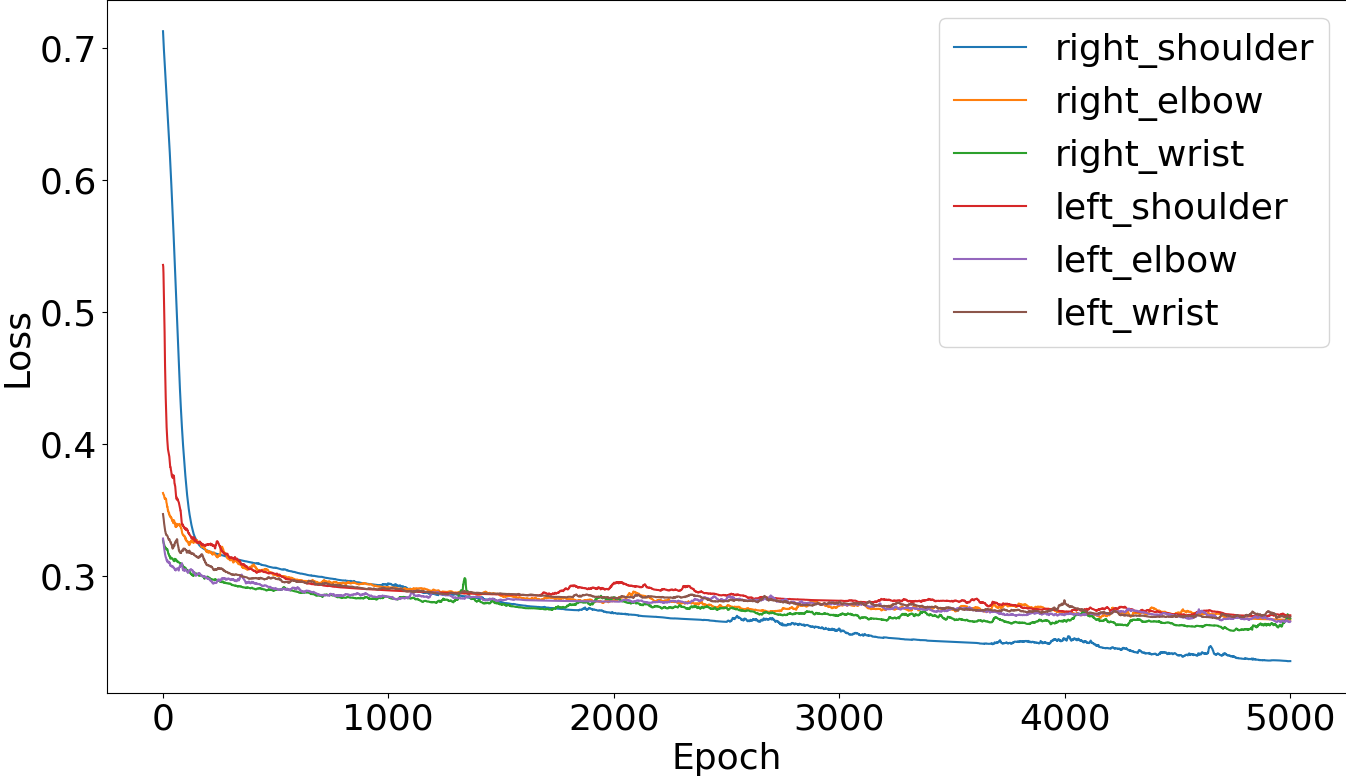 Loss
0.7
0.6
0.5
0.4
0.3
right_shoulder
right_elbow
right_wrist
left_shoulder
left_elbow
left_wrist
0 1000 2000 3000 4000 5000
Epoch